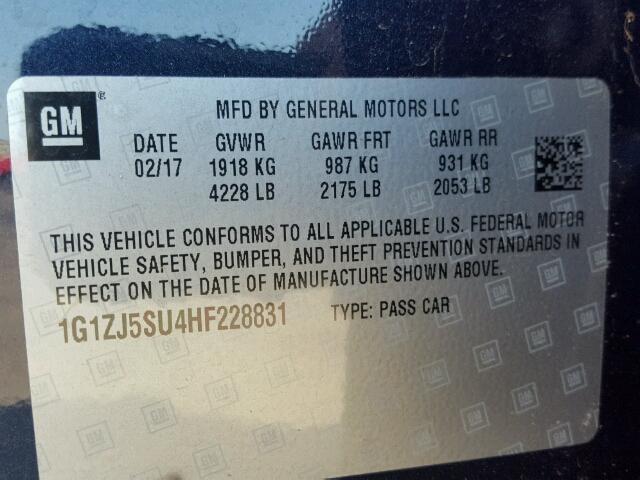 GM ® MFD BY GENERAL MOTORS LLC
DATE GVWR GAWR FRT GAWR RR
02/17 1918 KG 987 KG 931 KG
4228 LB 2175 LB 2053 LB
THIS VEHICLE CONFORMS TO ALL APPLICABLE U.S. FEDERAL MOTOR
VEHICLE SAFETY, BUMPER, AND THEFT PREVENTION STANDARDS IN
EFFECT ON THE DATE OF MANUFACTURE SHOWN ABOVE.
1G1ZJ5SU4HF228831 TYPE: PASS CAR